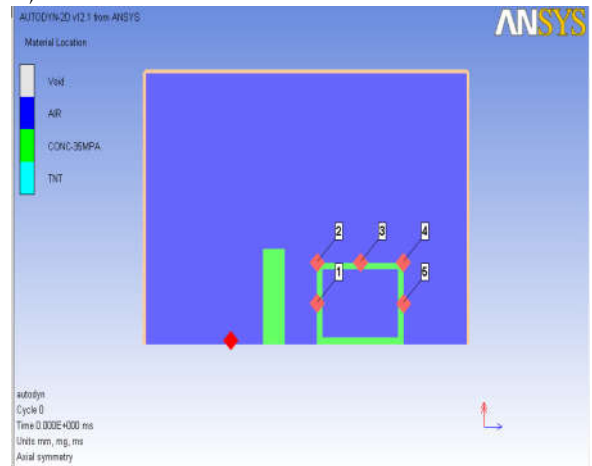 AUTODYN-2D v12.1 from ANSYS
ANSYS
Material Location
Void
AIR
CONC-35MPA
TNT
2
3
4
1
5
autodyn
Cycle 0
Time 0.000E+000 ms
Units mm, mg, ms
Axial symmetry